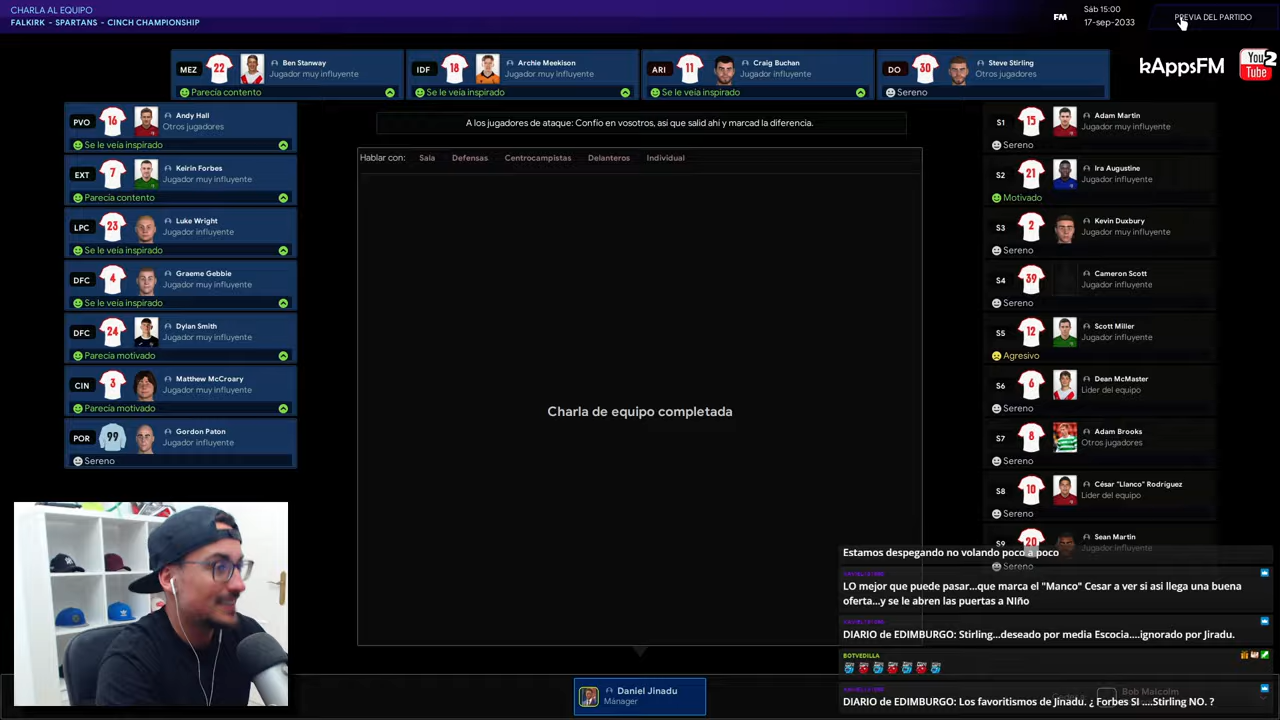 CHARLA AL EQUIPO
FALKIRK - SPARTANS - CINCH CHAMPIONSHIP
FM
Sáb 15:00
17-sep-2033
PREVIA DEL PARTIDO
MEZ
22
Ben Stanway
Jugador muy influyente
Parecía contento
IDF
18
Archie Meekison
Jugador muy influyente
Se le veía inspirado
ARI
11
Craig Buchan
Jugador influyente
Se le veía inspirado
DO
30
Steve Stirling
Otros jugadores
Sereno
kAppsFM
You2
Tube
PVO
16
Andy Hall
Otros jugadores
Se le veía inspirado
EXT
7
Keirin Forbes
Jugador muy influyente
Parecía contento
LPC
23
Luke Wright
Jugador influyente
Se le veía inspirado
DFC
4
Graeme Gebbie
Jugador muy influyente
Se le veía inspirado
DFC
24
Dylan Smith
Jugador muy influyente
Parecía motivado
CIN
3
Matthew McCroary
Jugador muy influyente
Parecía motivado
POR
99
Gordon Paton
Jugador influyente
Sereno
A los jugadores de ataque: Confío en vosotros, así que salid ahí y marcad la diferencia.
Hablar con: Sala Defensas Centrocampistas Delanteros Individual
Charla de equipo completada
S1
15
Adam Martin
Jugador muy influyente
Sereno
S2
21
Ira Augustine
Jugador influyente
Motivado
S3
2
Kevin Duxbury
Jugador muy influyente
Sereno
S4
39
Cameron Scott
Jugador influyente
Sereno
S5
12
Scott Miller
Jugador influyente
Agresivo
S6
6
Dean McMaster
Líder del equipo
Sereno
S7
8
Adam Brooks
Otros jugadores
Sereno
S8
10
César "Llanco" Rodríguez
Líder del equipo
Sereno
S9
20
Sean Martin
Jugador influyente
Sereno
Estamos despegando no volando poco a poco
LO mejor que puede pasar...que marca el "Manco" Cesar a ver si asi llega una buena
oferta...y se le abren las puertas a NIño
DIARIO de EDIMBURGO: Stirling...deseado por media Escocia....ignorado por Jiradu.
BOTVEDILLA
DIARIO de EDIMBURGO: Los favoritismos de Jinadu. ¿ Forbes SI ....Stirling NO. ?
Daniel Jinadu
Manager
Bob Malcolm